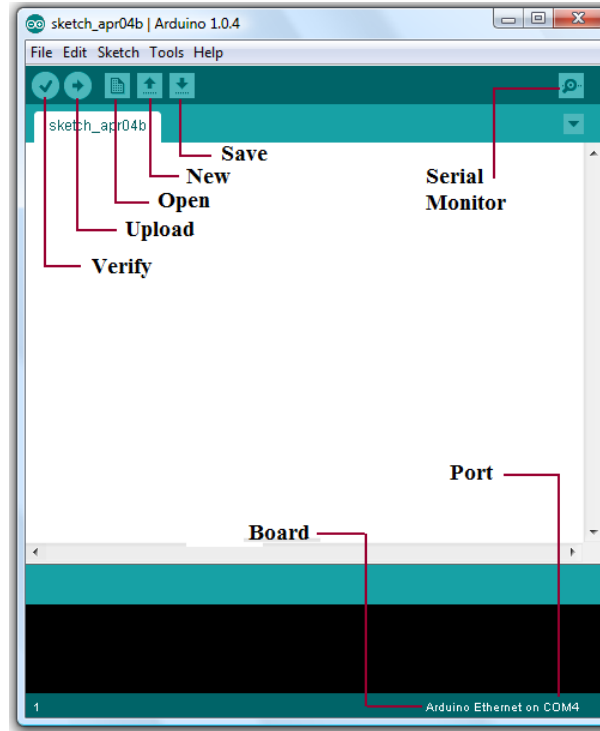 sketch_apr04b | Arduino 1.0.4
File Edit Sketch Tools Help
sketch_apr04b
Save
New
Open
Upload
Verify
Serial
Monitor
Port
Board
1
Arduino Ethernet on COM4